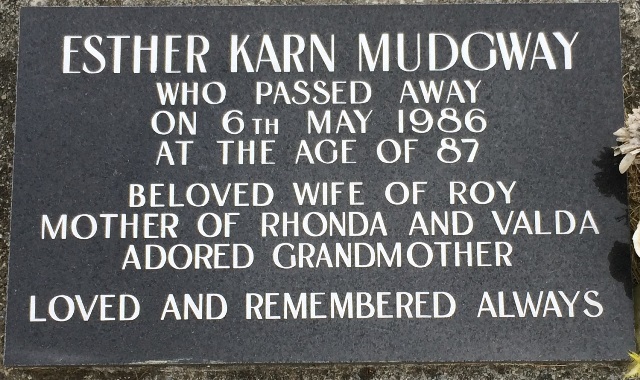 ESTHER KARN MUDGWAY
WHO PASSED AWAY
ON 6TH MAY 1986
AT THE AGE OF 87
BELOVED WIFE OF ROY
MOTHER OF RHONDA AND VALDA
ADORED GRANDMOTHER
LOVED AND REMEMBERED ALWAYS